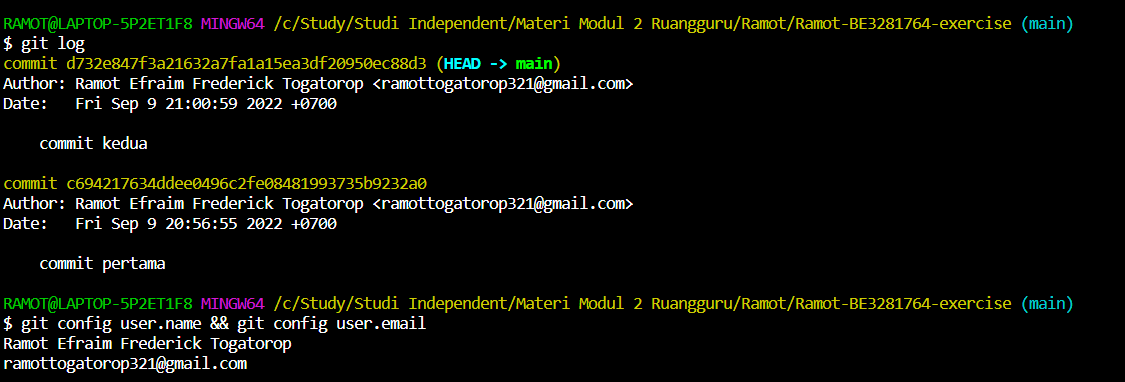 RAMOT@LAPTOP-5P2ET1F8 MINGW64 /c/Study/Studi Independent/Materi Modul 2 Ruangguru/Ramot/Ramot-BE3281764-exercise (main)
$ git log
commit d732e847f3a21632a7fa1a15ea3df20950ec88d3 (HEAD -> main)
Author: Ramot Efraim Frederick Togatorop <ramottogatorop321@gmail.com>
Date:   Fri Sep 9 21:00:59 2022 +0700
    commit kedua
commit c694217634ddee0496c2fe08481993735b9232a0
Author: Ramot Efraim Frederick Togatorop <ramottogatorop321@gmail.com>
Date:   Fri Sep 9 20:56:55 2022 +0700
    commit pertama
RAMOT@LAPTOP-5P2ET1F8 MINGW64 /c/Study/Studi Independent/Materi Modul 2 Ruangguru/Ramot/Ramot-BE3281764-exercise (main)
$ git config user.name && git config user.email
Ramot Efraim Frederick Togatorop
ramottogatorop321@gmail.com